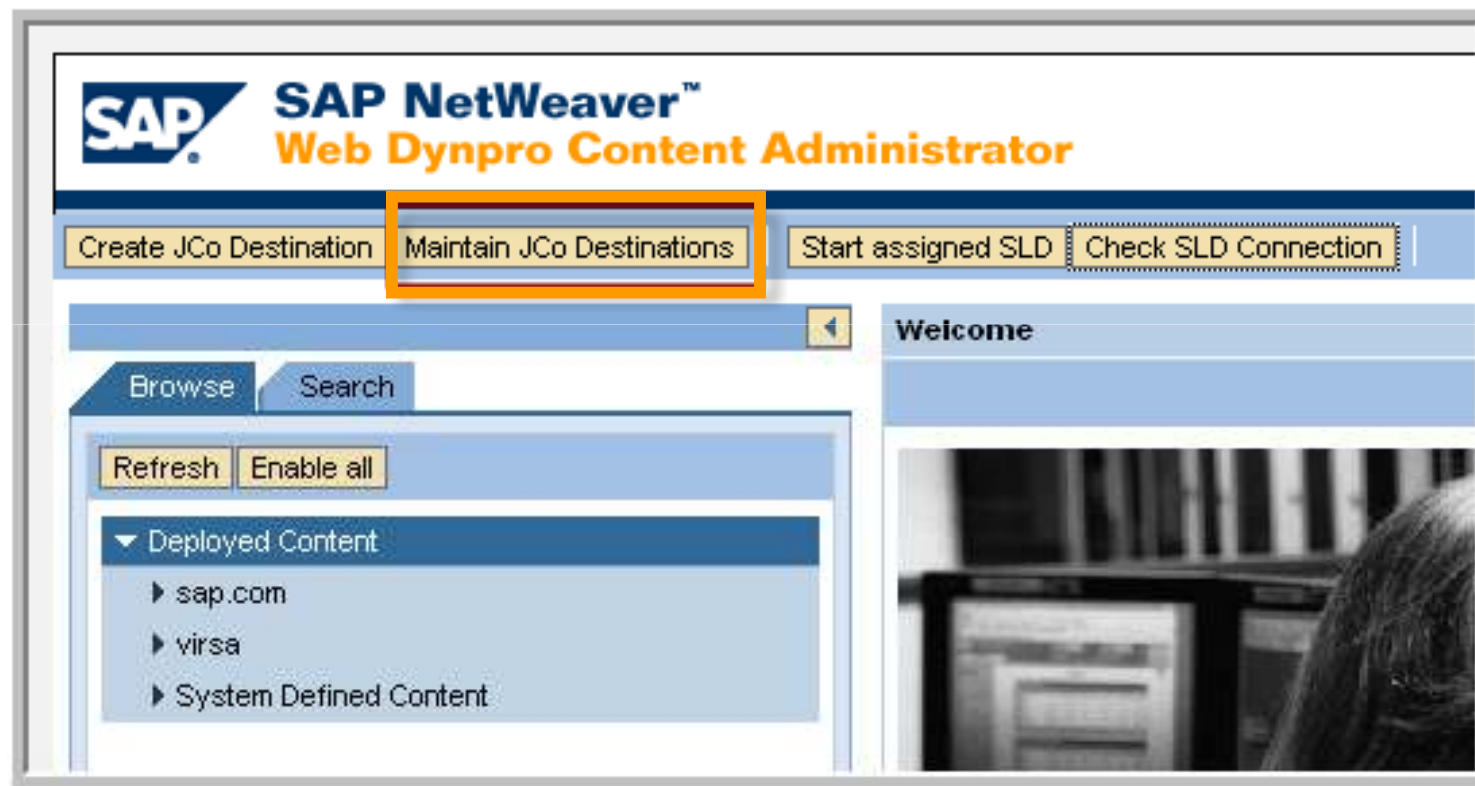 SAP
SAP NetWeaver™
Web Dynpro Content Administrator
Create JCo Destination Maintain JCo Destinations Start assigned SLD Check SLD Connection
Welcome
Browse Search
Refresh Enable all
Deployed Content
sap.com
virsa
System Defined Content